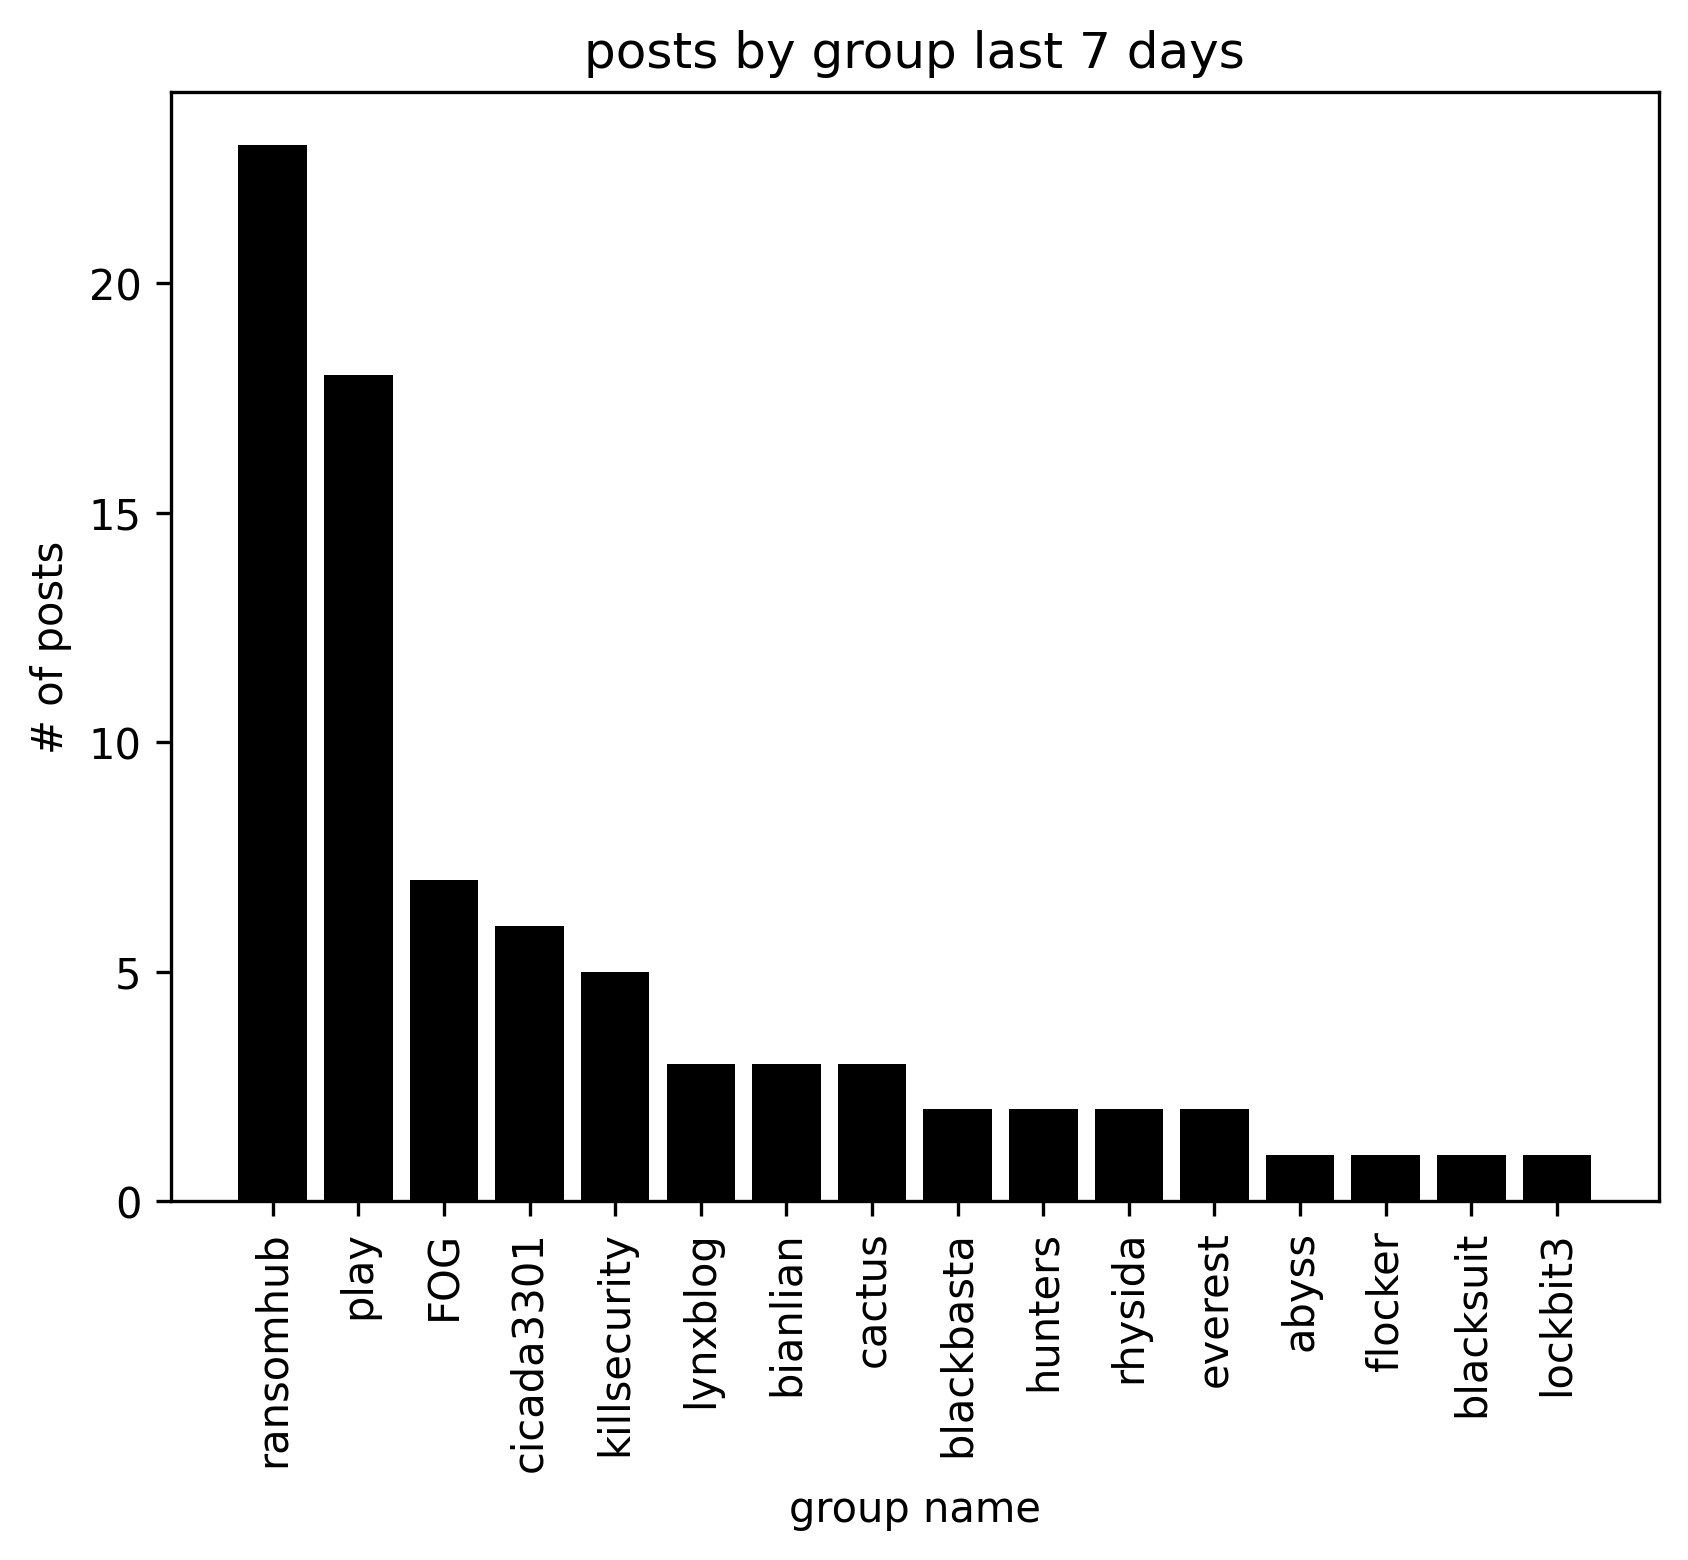 posts by group last 7 days
# of posts
20
15
10
5
0
ransomhub
play
FOG
cicada3301
killsecurity
lynxblog
bianlian
cactus
blackbasta
hunters
rhysida
everest
abyss
flocker
blacksuit
lockbit3
group name